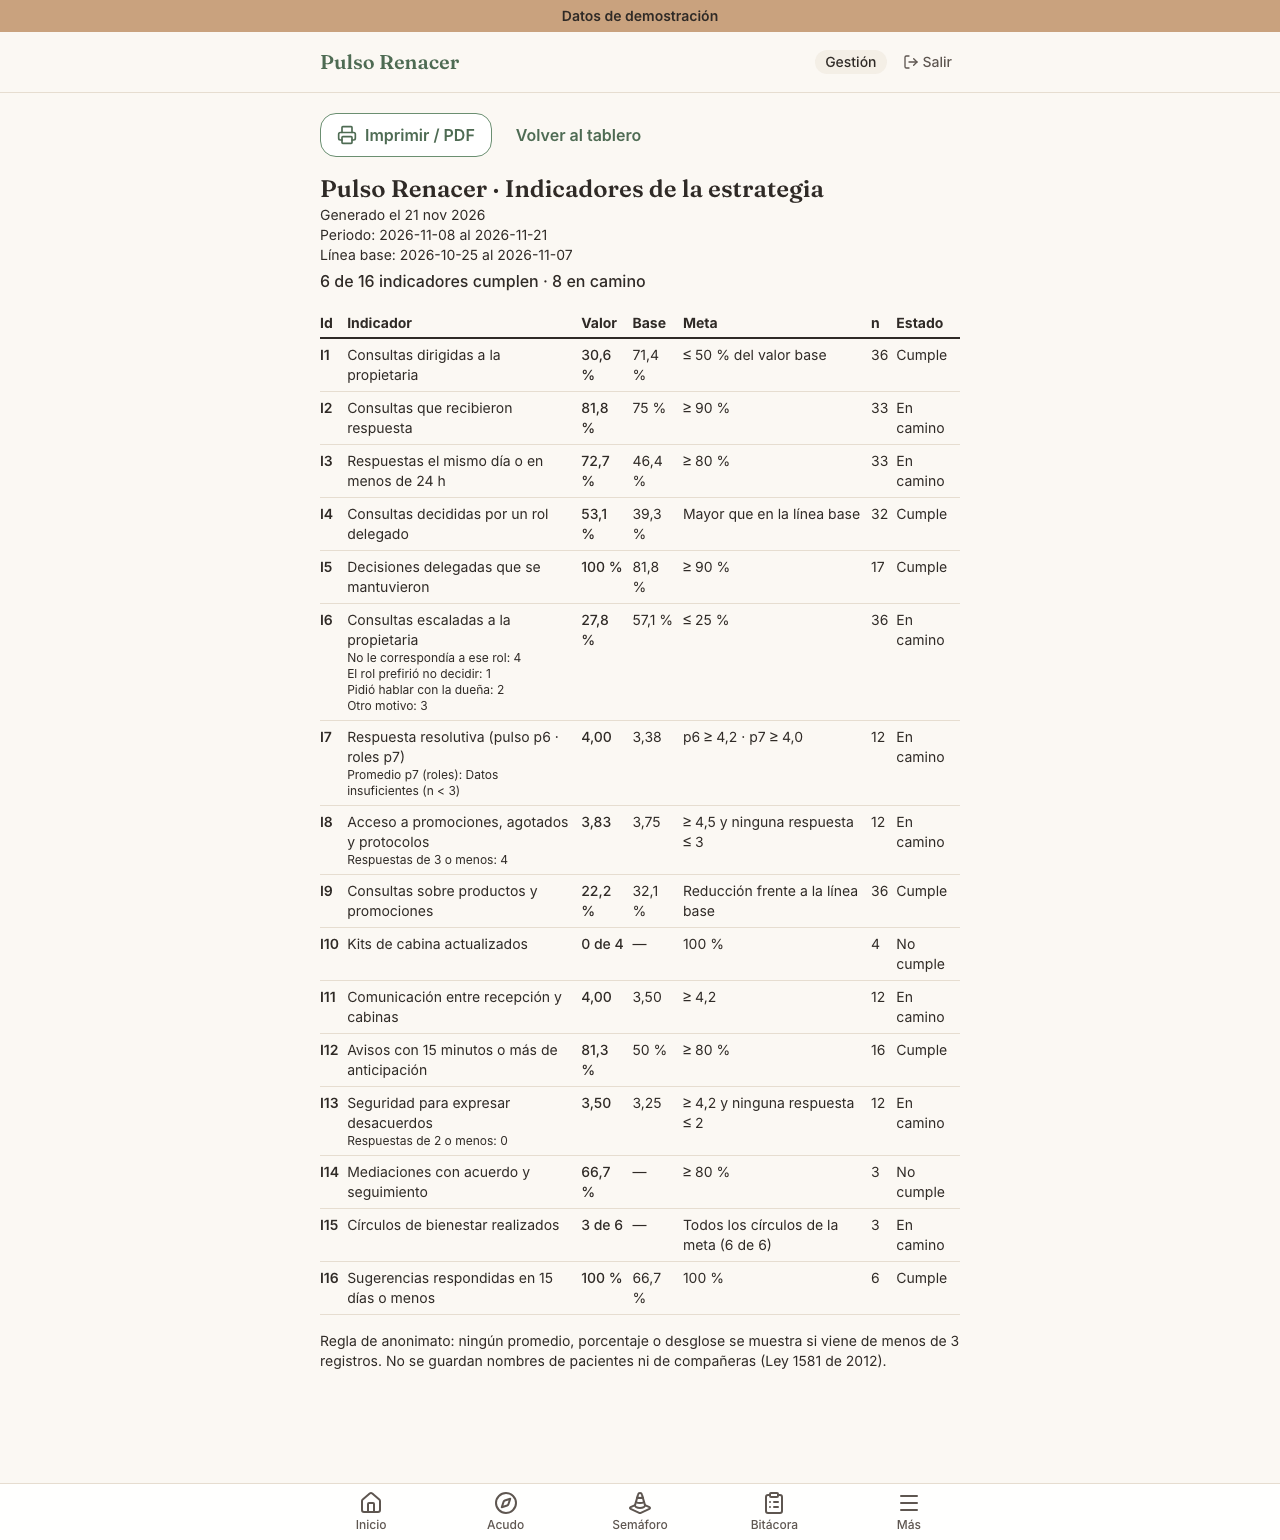 Datos de demostración
Pulso Renacer
Gestión
Salir
Imprimir / PDF
Volver al tablero
Pulso Renacer · Indicadores de la estrategia
Generado el 21 nov 2026
Periodo: 2026-11-08 al 2026-11-21
Línea base: 2026-10-25 al 2026-11-07
6 de 16 indicadores cumplen · 8 en camino
Id Indicador Valor Base Meta n Estado
I1 Consultas dirigidas a la 30,6 71,4 ≤ 50 % del valor base 36 Cumple
propietaria % %
I2 Consultas que recibieron 81,8 75 % ≥ 90 % 33 En
respuesta % camino
I3 Respuestas el mismo día o en 72,7 46,4 ≥ 80 % 33 En
menos de 24 h % % camino
I4 Consultas decididas por un rol 53,1 39,3 Mayor que en la línea base 32 Cumple
delegado % %
I5 Decisiones delegadas que se 100 % 81,8 ≥ 90 % 17 Cumple
mantuvieron %
I6 Consultas escaladas a la 27,8 57,1 % ≤ 25 % 36 En
propietaria % camino
No le correspondía a ese rol: 4
El rol prefirió no decidir: 1
Pidió hablar con la dueña: 2
Otro motivo: 3
I7 Respuesta resolutiva (pulso p6 · 4,00 3,38 p6 ≥ 4,2 · p7 ≥ 4,0 12 En
roles p7) camino
Promedio p7 (roles): Datos
insuficientes (n < 3)
I8 Acceso a promociones, agotados 3,83 3,75 ≥ 4,5 y ninguna respuesta 12 En
y protocolos ≤ 3 camino
Respuestas de 3 o menos: 4
I9 Consultas sobre productos y 22,2 32,1 Reducción frente a la línea 36 Cumple
promociones % % base
I10 Kits de cabina actualizados 0 de 4 — 100 % 4 No
cumple
I11 Comunicación entre recepción y 4,00 3,50 ≥ 4,2 12 En
cabinas camino
I12 Avisos con 15 minutos o más de 81,3 50 % ≥ 80 % 16 Cumple
anticipación %
I13 Seguridad para expresar 3,50 3,25 ≥ 4,2 y ninguna respuesta 12 En
desacuerdos ≤ 2 camino
Respuestas de 2 o menos: 0
I14 Mediaciones con acuerdo y 66,7 — ≥ 80 % 3 No
seguimiento % cumple
I15 Círculos de bienestar realizados 3 de 6 — Todos los círculos de la 3 En
meta (6 de 6) camino
I16 Sugerencias respondidas en 15 100 % 66,7 100 % 6 Cumple
días o menos %
Regla de anonimato: ningún promedio, porcentaje o desglose se muestra si viene de menos de 3
registros. No se guardan nombres de pacientes ni de compañeras (Ley 1581 de 2012).
Inicio Acudo Semáforo Bitácora Más